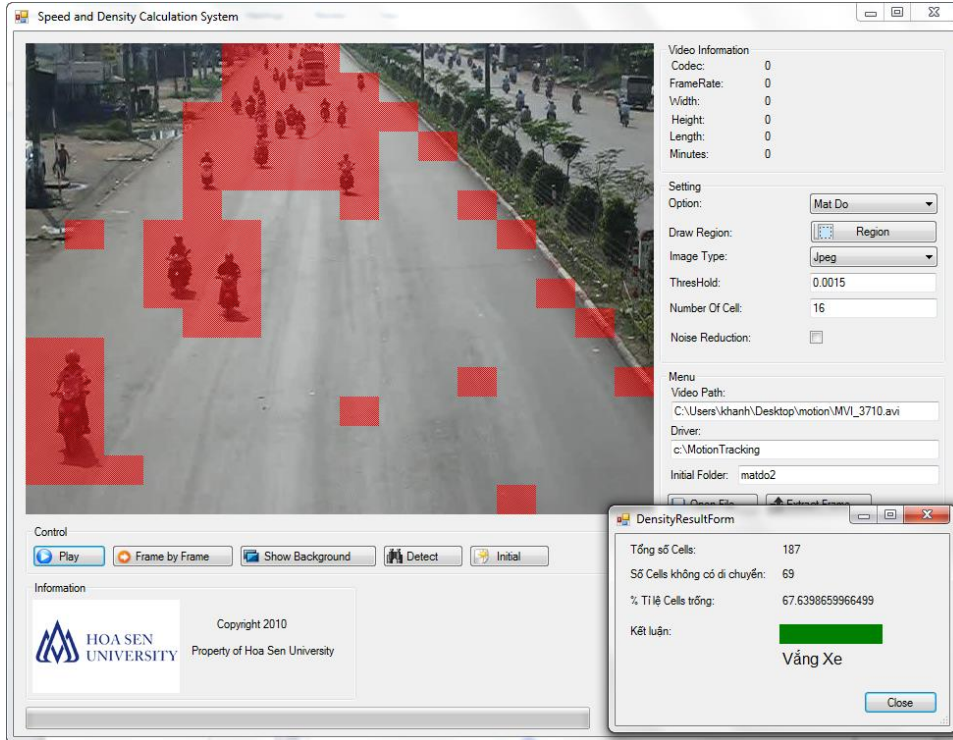 Speed and Density Calculation System
Video Information
Codec: 0
FrameRate: 0
Width: 0
Height: 0
Length: 0
Minutes: 0
Setting
Option: Mat Do
Draw Region: Region
Image Type: Jpeg
ThresHold: 0.0015
Number Of Cell: 16
Noise Reduction:
Menu
Video Path:
C:\Users\khanh\Desktop\motion\MVI_3710.avi
Driver:
c:\MotionTracking
Initial Folder: matdo2
Open File Extract Frame
Control
Play Frame by Frame Show Background Detect Initial
Information
HOA SEN
UNIVERSITY
Copyright 2010
Property of Hoa Sen University
DensityResultForm
Tổng số Cells: 187
Số Cells không có di chuyển: 69
% Tỉ lệ Cells trống: 67.6398659966499
Kết luận:
Vắng Xe
Close